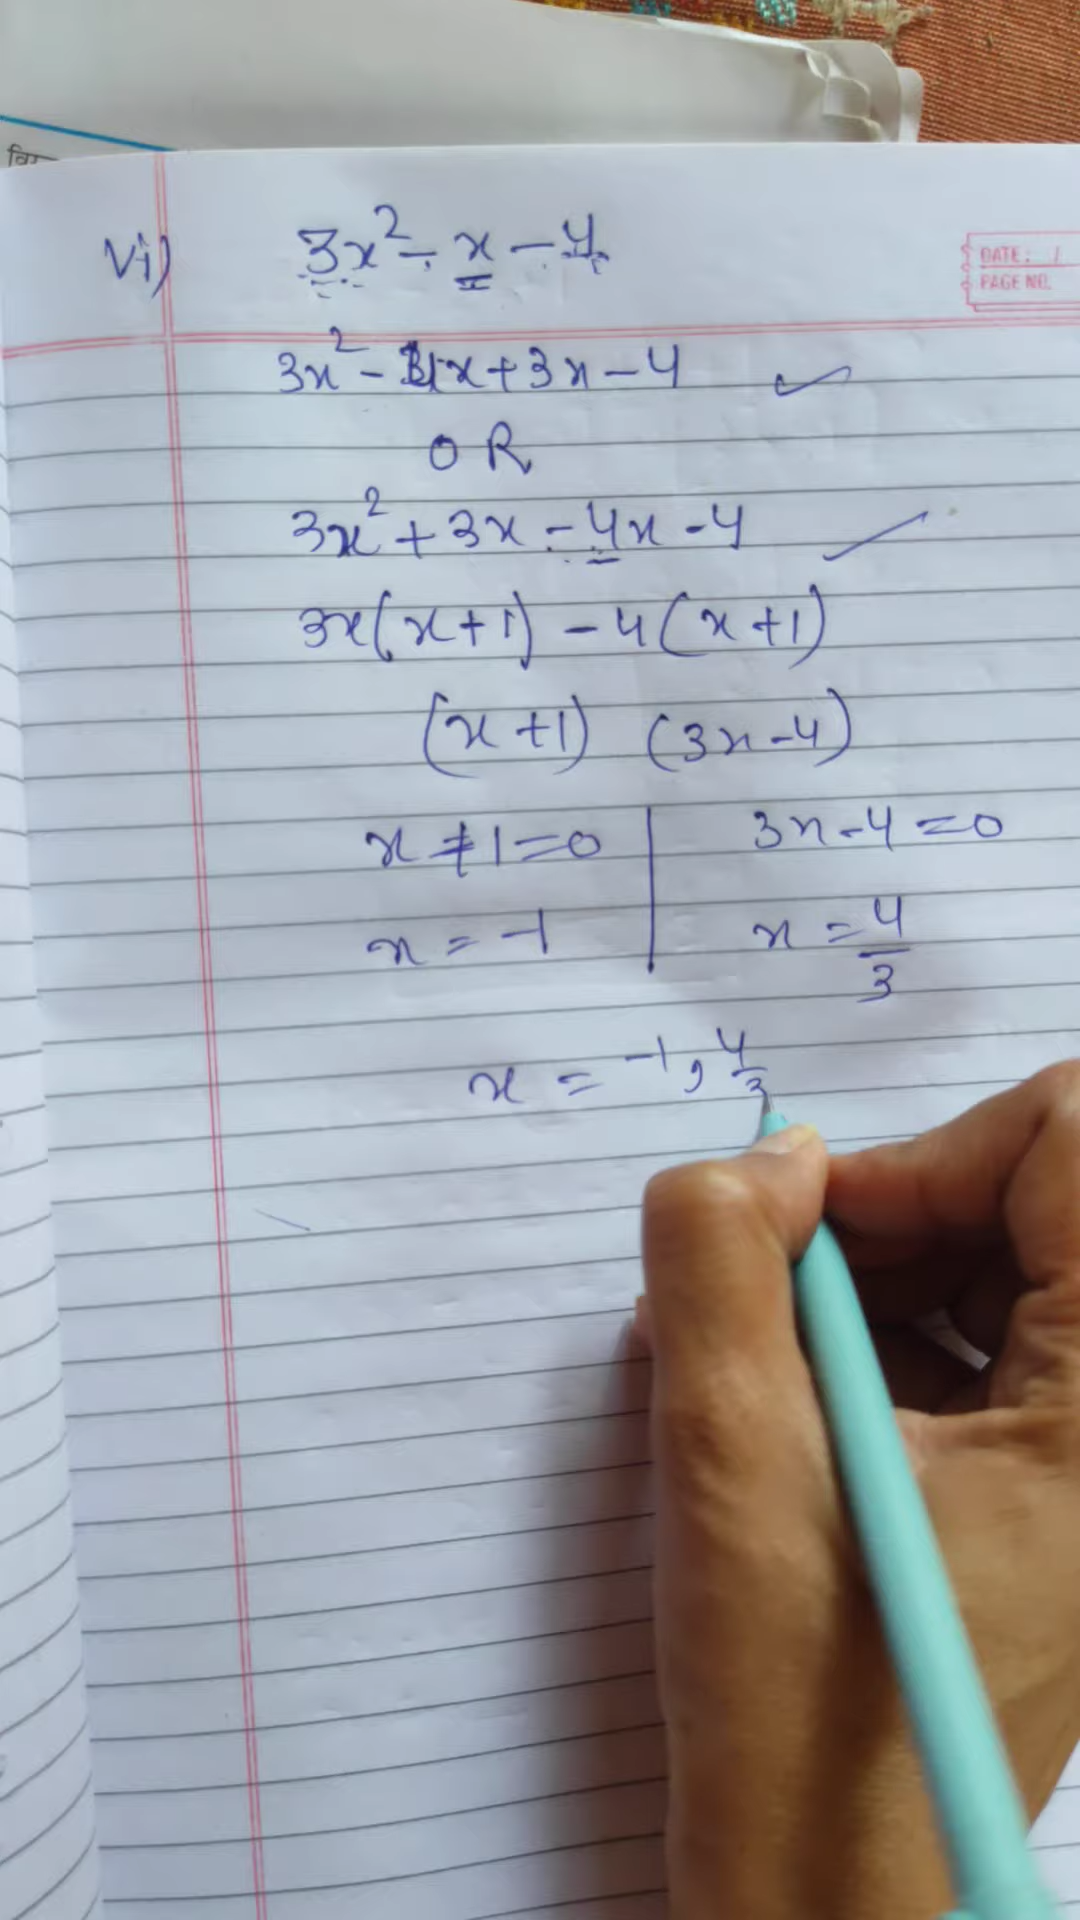 vi) 3x² - x - 4
DATE: /
PAGE NO.
3x² - 4x + 3x - 4 ✓
OR
3x² + 3x - 4x - 4 ✓
3x(x+1) - 4(x+1)
(x+1) (3x-4)
x+1=0 | 3x-4=0
x = -1 | x = 4/3
x = -1, 4/3